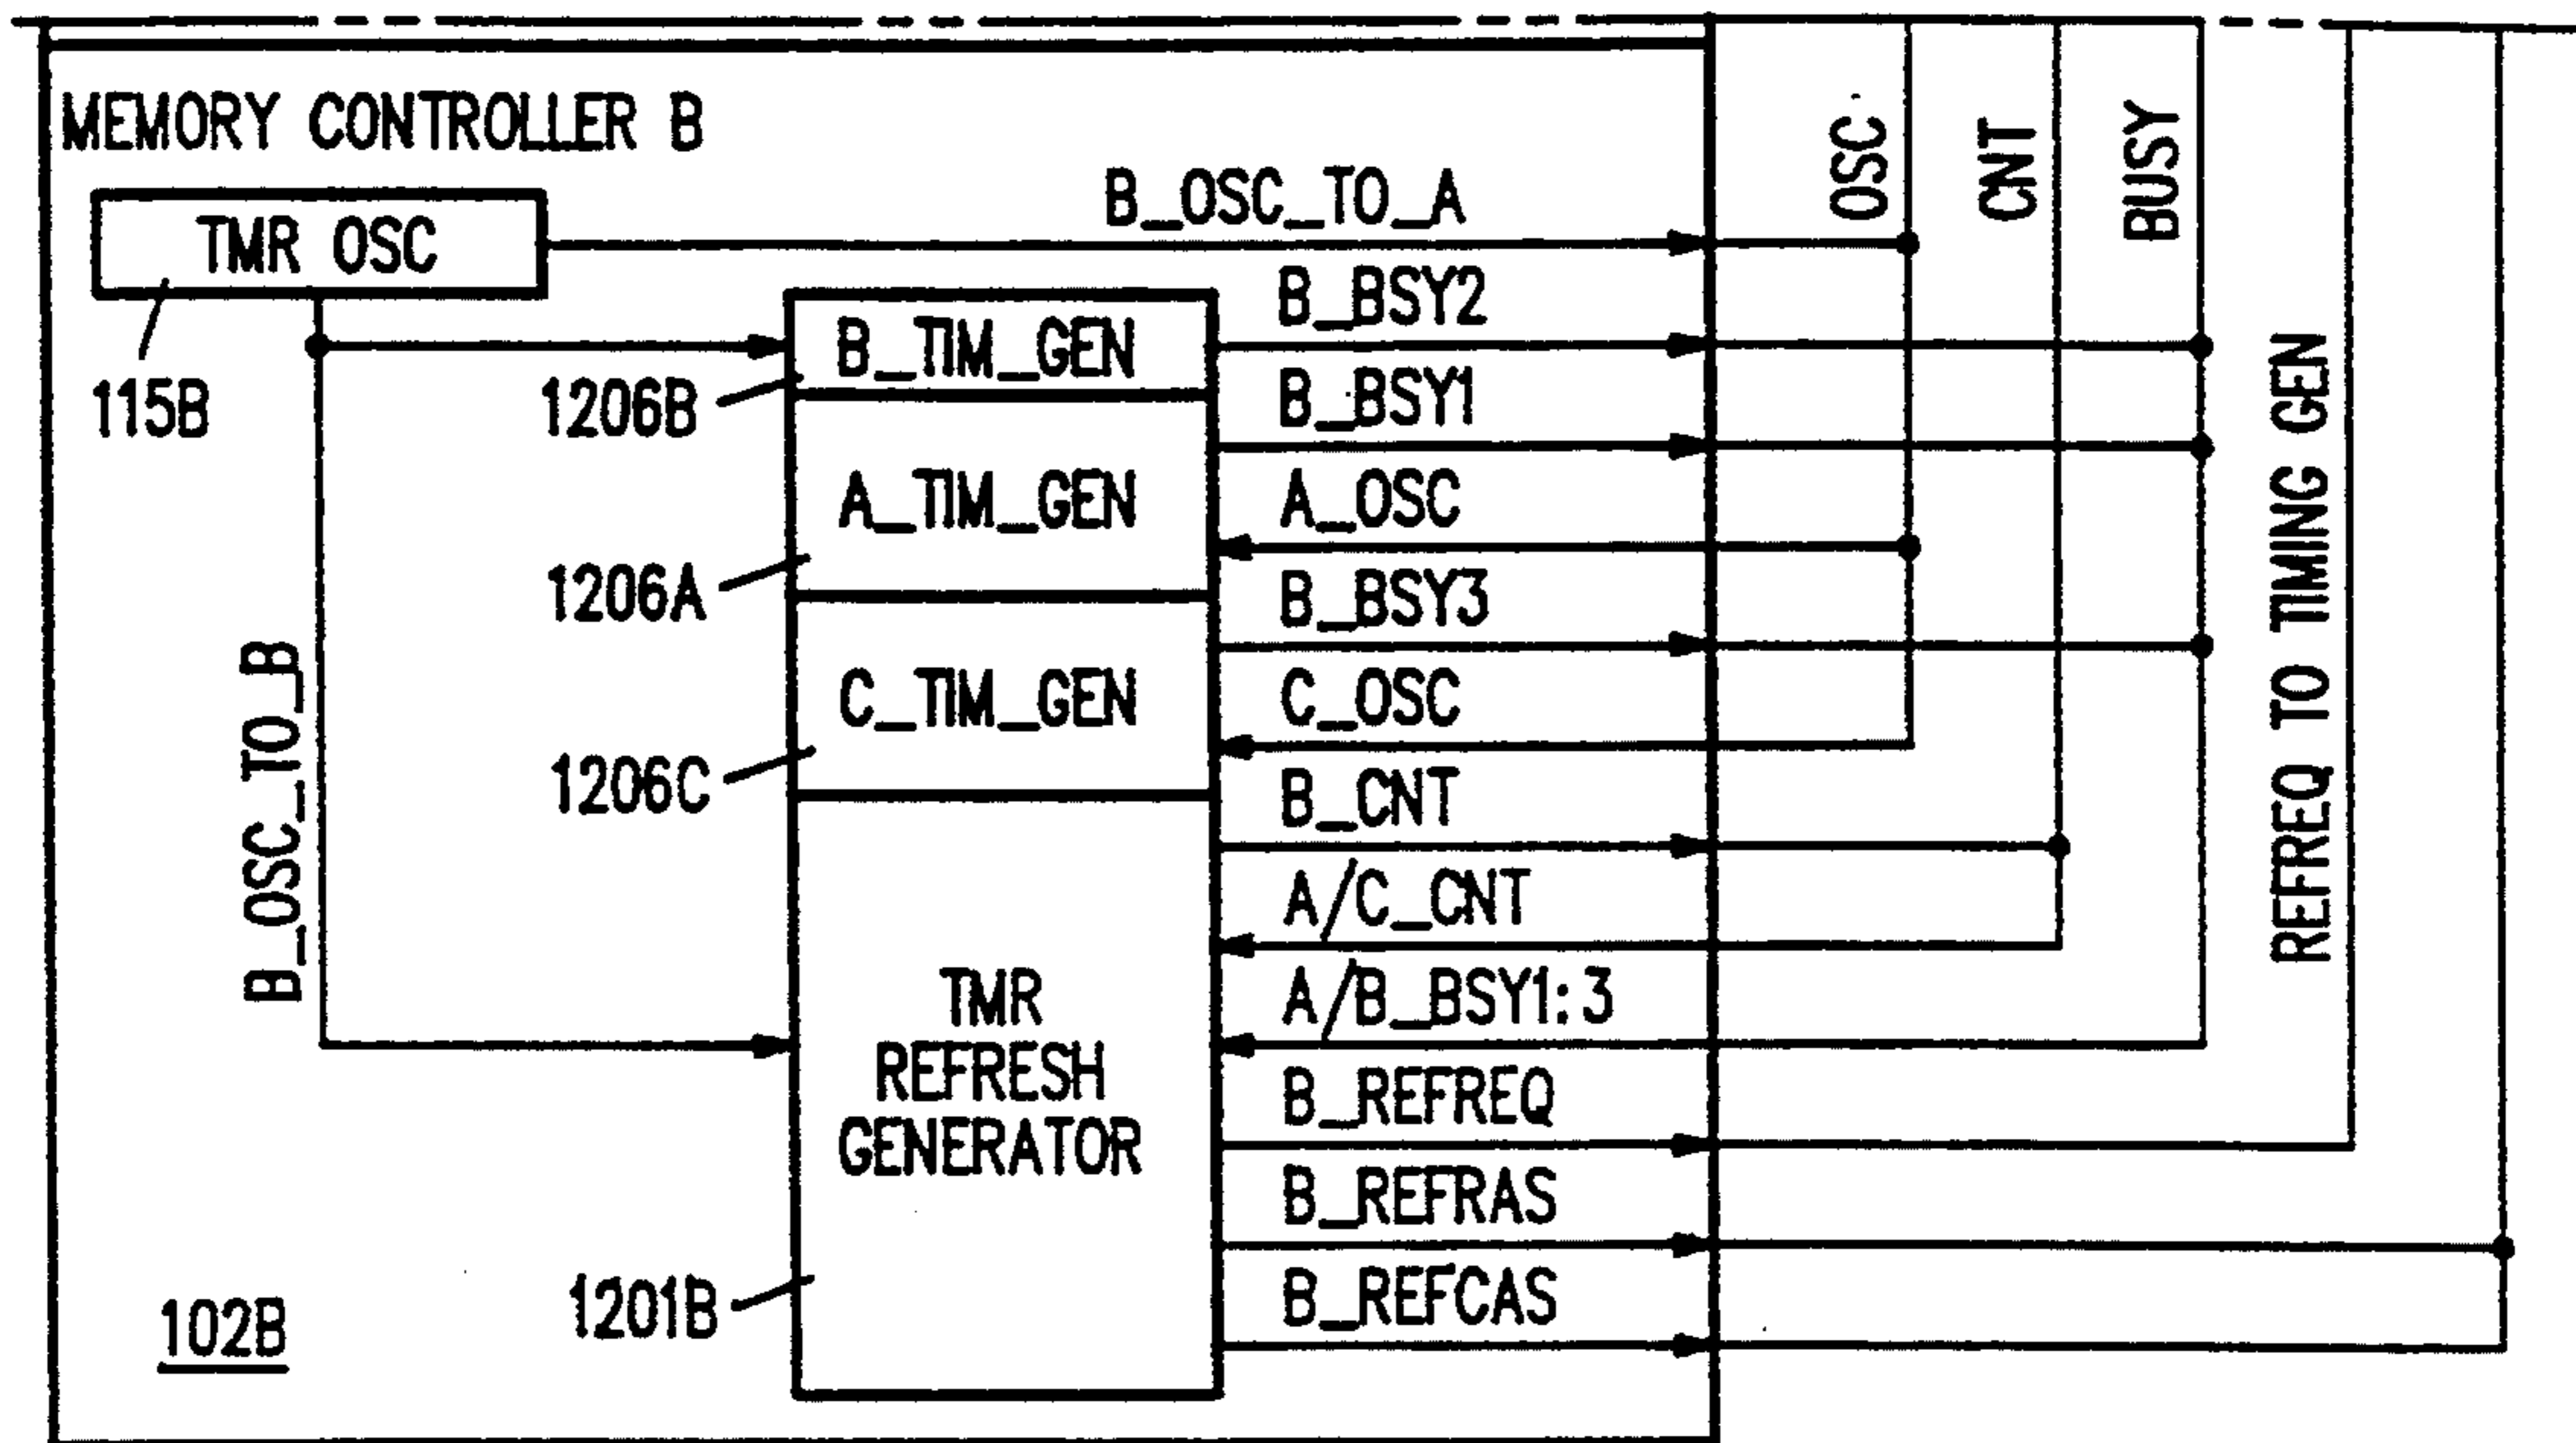 MEMORY CONTROLLER B
TMR OSC
115B
B_OSC_TO_B
B_OSC_TO_A
B_TIM_GEN
1206B
A_TIM_GEN
1206A
C_TIM_GEN
1206C
TMR
REFRESH
GENERATOR
1201B
102B
B_BSY2
B_BSY1
A_OSC
B_BSY3
C_OSC
B_CNT
A/C_CNT
A/B_BSY1:3
B_REFREQ
B_REFRAS
B_REFCAS
OSC
CNT
BUSY
REFREQ TO TIMING GEN